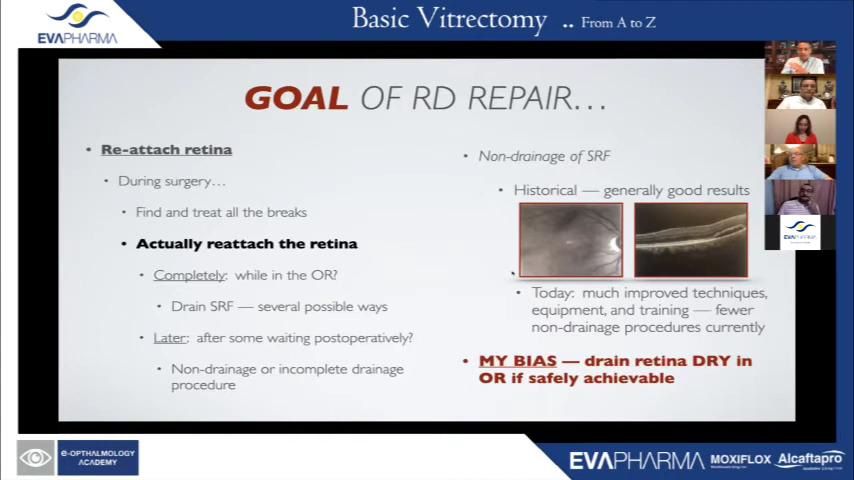 Basic Vitrectomy .. From A to Z
EVAPHARMA
GOAL OF RD REPAIR...
• Re-attach retina
• During surgery...
• Find and treat all the breaks
• Actually reattach the retina
• Completely: while in the OR?
• Drain SRF — several possible ways
• Later: after some waiting postoperatively?
• Non-drainage or incomplete drainage
procedure
• Non-drainage of SRF
• Historical — generally good results
• Today: much improved techniques,
equipment, and training — fewer
non-drainage procedures currently
• MY BIAS — drain retina DRY in
OR if safely achievable
EVAPHARMA
e-OPTHALMOLOGY
ACADEMY
EVAPHARMA MOXIFLOX Alcaftapro